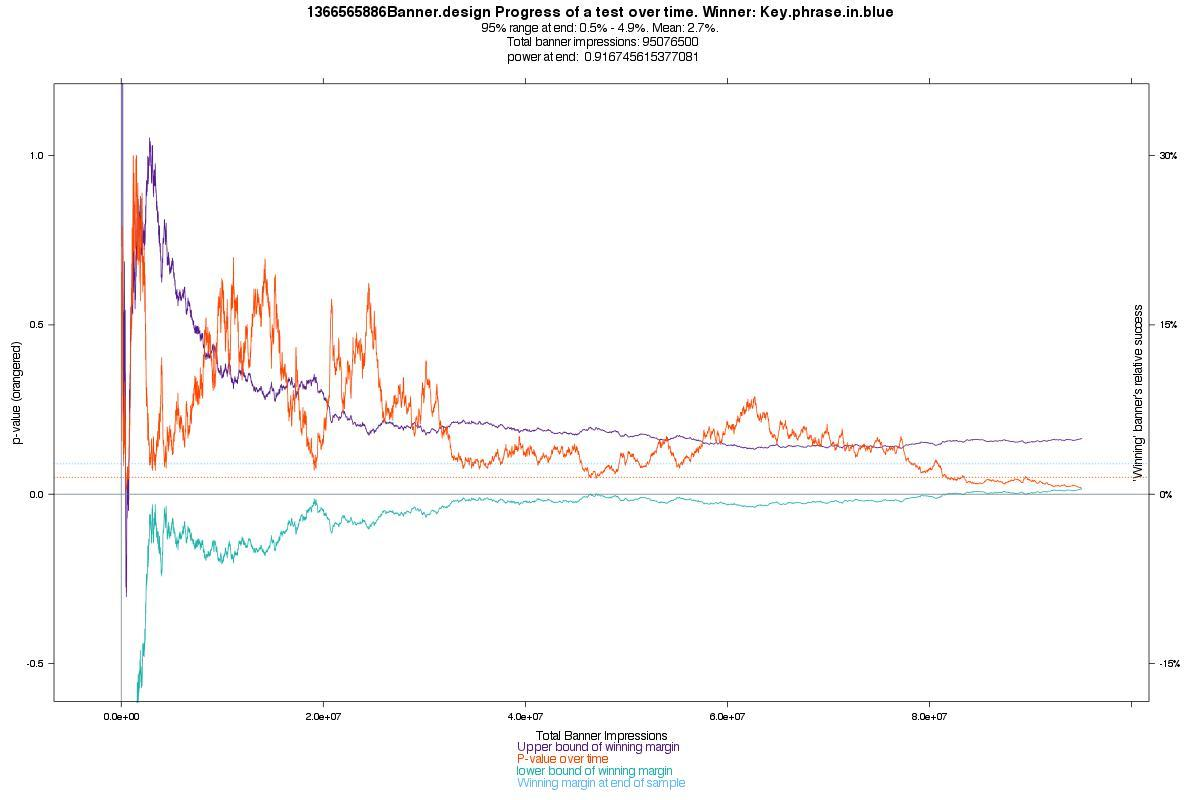 1366565886Banner.design Progress of a test over time. Winner: Key.phrase.in.blue
95% range at end: 0.5% - 4.9%. Mean: 2.7%.
Total banner impressions: 95076500
power at end: 0.916745615377081
p-value (orangered)
1.0
0.5
0.0
-0.5
30%
15%
0%
-15%
'Winning' banner's relative success
0.0e+00
2.0e+07
4.0e+07
6.0e+07
8.0e+07
Total Banner Impressions
Upper bound of winning margin
P-value over time
lower bound of winning margin
Winning margin at end of sample